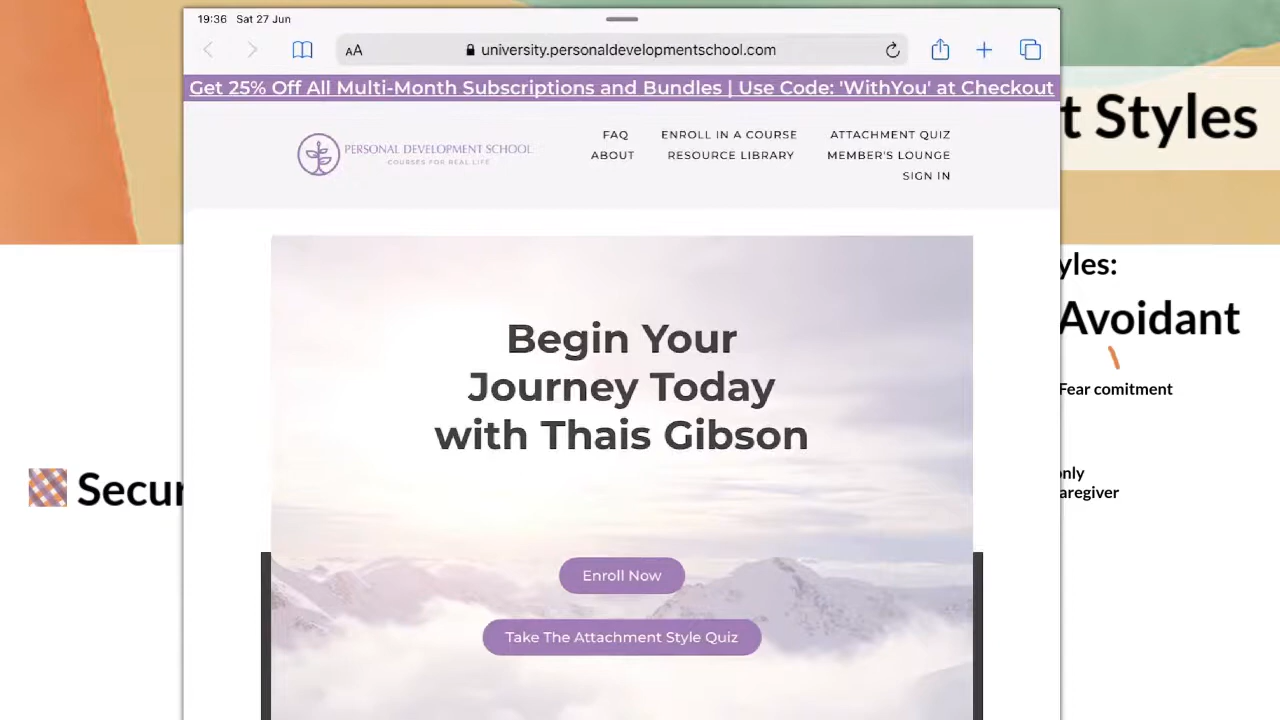 19:36 Sat 27 Jun
AA university.personaldevelopmentschool.com
Get 25% Off All Multi-Month Subscriptions and Bundles | Use Code: 'WithYou' at Checkout
PERSONAL DEVELOPMENT SCHOOL
COURSES FOR REAL LIFE
FAQ ENROLL IN A COURSE ATTACHMENT QUIZ
ABOUT RESOURCE LIBRARY MEMBER'S LOUNGE
SIGN IN
Begin Your
Journey Today
with Thais Gibson
Enroll Now
Take The Attachment Style Quiz
t Styles
yles:
Avoidant
Fear comitment
Secur
only
aregiver